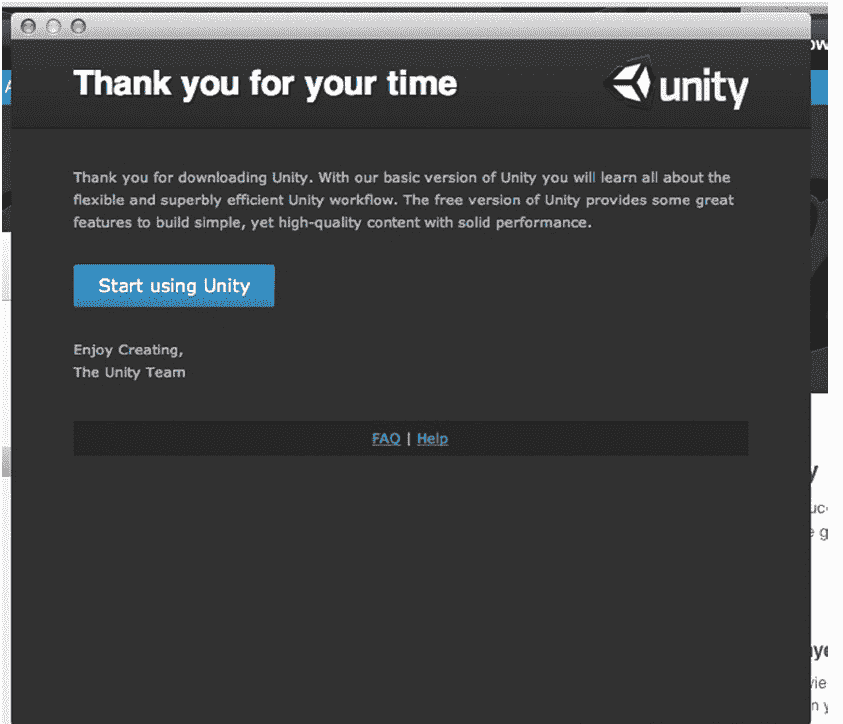 Thank you for your time
unity
Thank you for downloading Unity. With our basic version of Unity you will learn all about the
flexible and superbly efficient Unity workflow. The free version of Unity provides some great
features to build simple, yet high-quality content with solid performance.
Start using Unity
Enjoy Creating,
The Unity Team
FAQ | Help